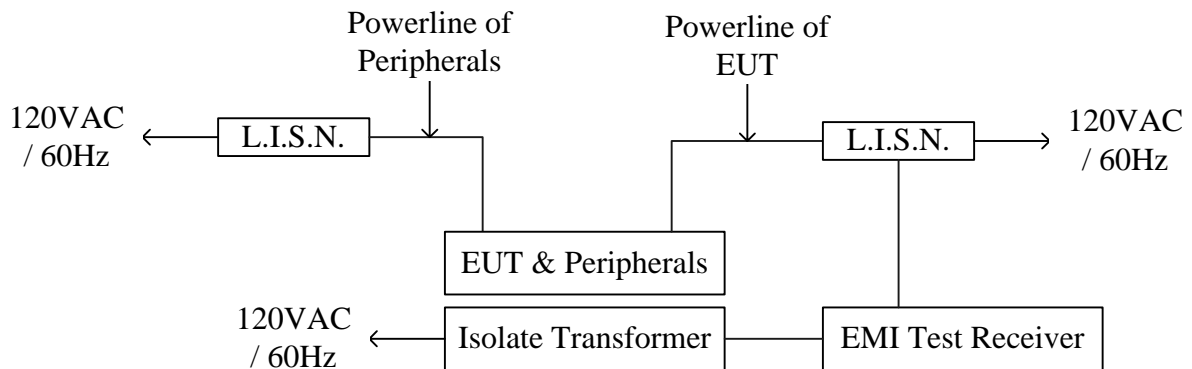 Powerline of
Peripherals
Powerline of
EUT
120VAC
/ 60Hz
L.I.S.N.
L.I.S.N.
120VAC
/ 60Hz
EUT & Peripherals
120VAC
/ 60Hz
Isolate Transformer
EMI Test Receiver